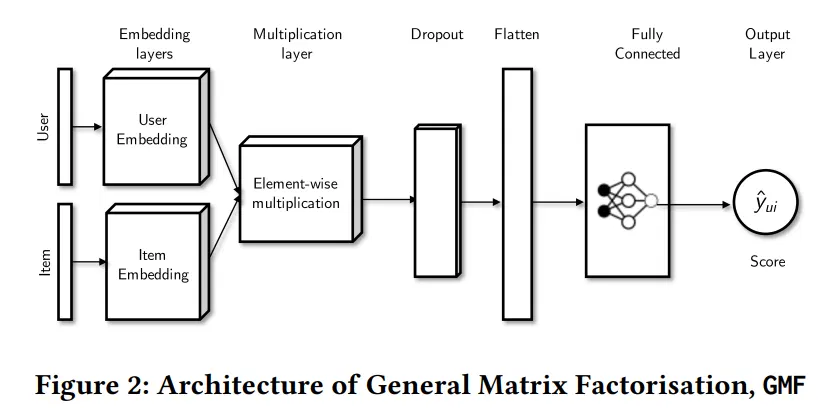 Embedding
layers
Multiplication
layer
Dropout
Flatten
Fully
Connected
Output
Layer
User
User
Embedding
Element-wise
multiplication
Item
Item
Embedding
ŷui
Score
Figure 2: Architecture of General Matrix Factorisation, GMF